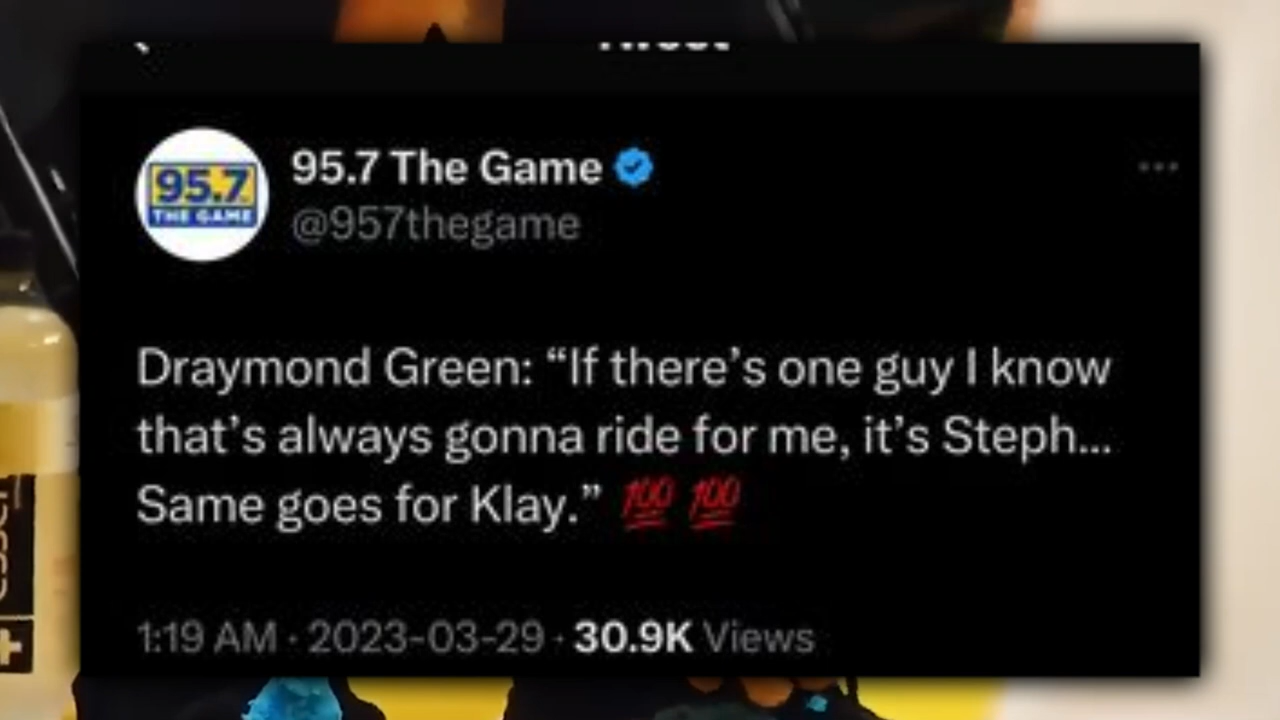 Tweet
95.7
THE GAME
95.7 The Game
@957thegame
Draymond Green: “If there’s one guy I know
that’s always gonna ride for me, it’s Steph...
Same goes for Klay.” 💯 💯
1:19 AM · 2023-03-29 · 30.9K Views